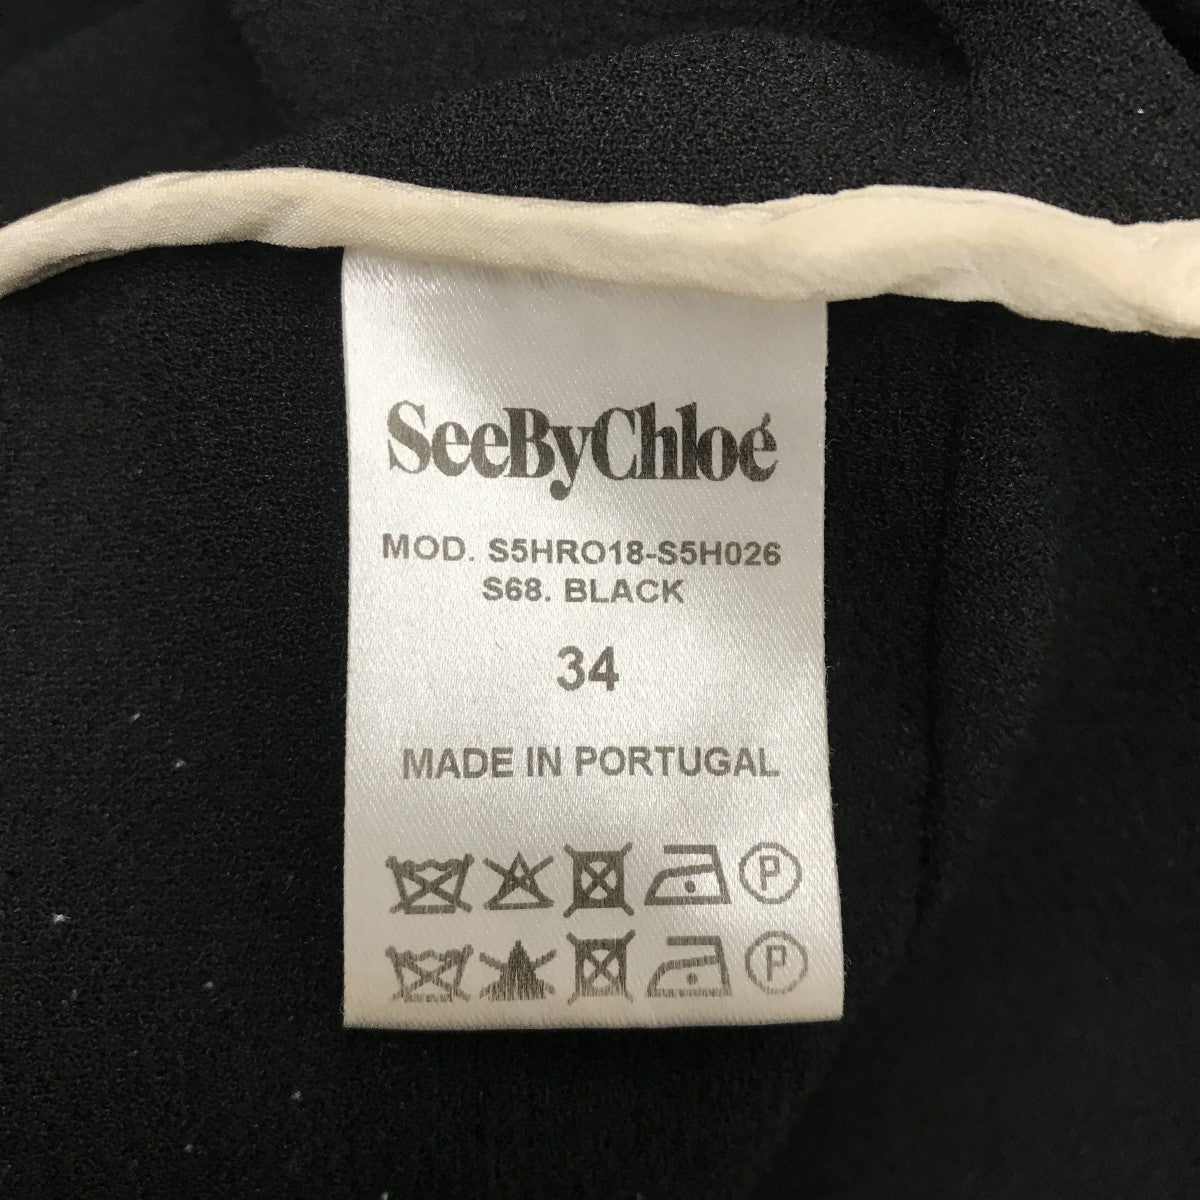 SeeByChloé
MOD. S5HRO18-S5H026
S68. BLACK
34
MADE IN PORTUGAL
P
P